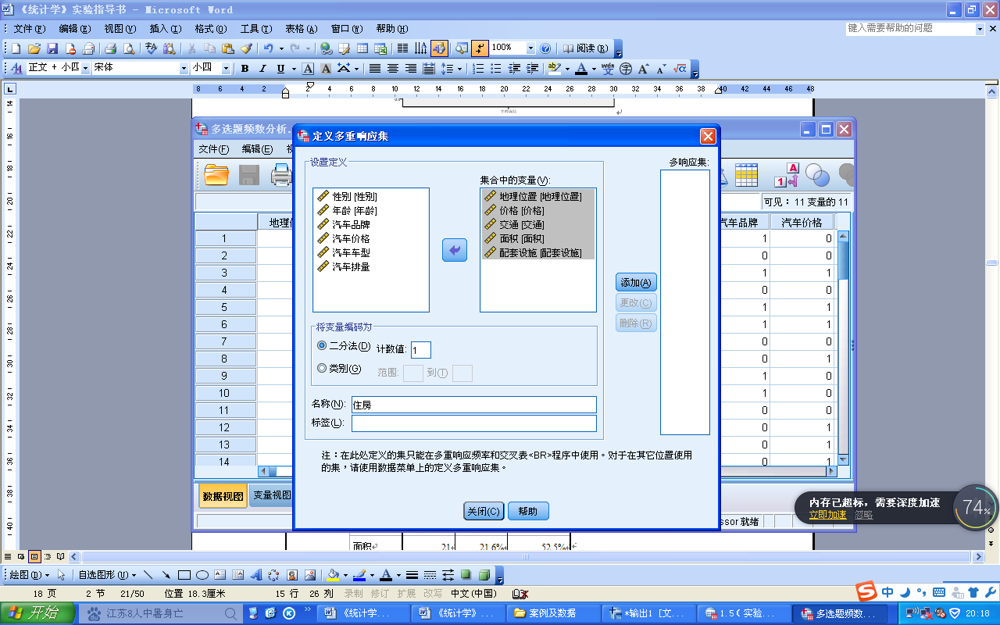 《统计学》实验指导书 - Microsoft Word
文件(F) 编辑(E) 视图(V) 插入(I) 格式(O) 工具(T) 表格(A) 窗口(W) 帮助(H)
键入需要帮助的问题
100% 阅读(R)
正文 + 小四 宋体 小四
8 6 4 2 2 4 6 8 10 12 14 16 18 20 22 24 26 28 30 32 34 36 38 40 42 44 46 48
多选题频数分析.
文件(F) 编辑(E)
可见：11 变量的 11
汽车价格
1 1 0
2 0 0
3 1 1
4 0 0
5 1 1
6 1 1
7 0 0
8 0 1
9 1 0
10 1 0
11 0 0
12 0 1
13 0 1
14 0 1
数据视图 变量视图
定义多重响应集
设置定义
性别 [性别]
年龄 [年龄]
汽车品牌
汽车价格
汽车车型
汽车排量
集合中的变量(V):
地理位置 [地理位置]
价格 [价格]
交通 [交通]
面积 [面积]
配套设施 [配套设施]
多响应集:
添加(A)
更改(C)
删除(R)
将变量编码为
二分法(D) 计数值: 1
类别(G) 范围: 到(T)
名称(N): 住房
标签(L):
注：在此处定义的集只能在多重响应频率和交叉表<BR>程序中使用。对于在其它位置使用
的集，请使用数据菜单上的定义多重响应集。
关闭(C) 帮助
内存已超标，需要深度加速
立即加速 忽略
74%
ssor 就绪
面积 21 21.6% 52.5%
绘图(D) 自选图形(U)
18 页 2 节 21/50 位置 18.3厘米 15 行 26 列 录制 修订 扩展 改写 中文(中国)
中
开始 江苏8人中暑身亡 《统计学... 《统计学》... 案例及数据 *输出1 [文... 1.5（实验... 多选题频数... 20:18